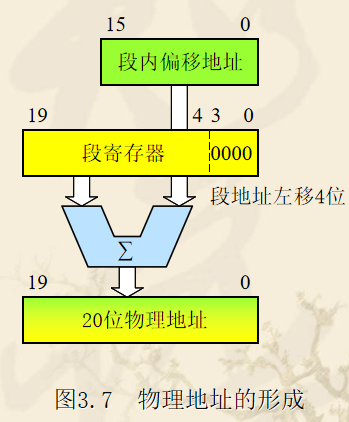 15 0
段内偏移地址
19 4 3 0
段寄存器 0000
段地址左移4位
Σ
19 0
20位物理地址
图3.7 物理地址的形成